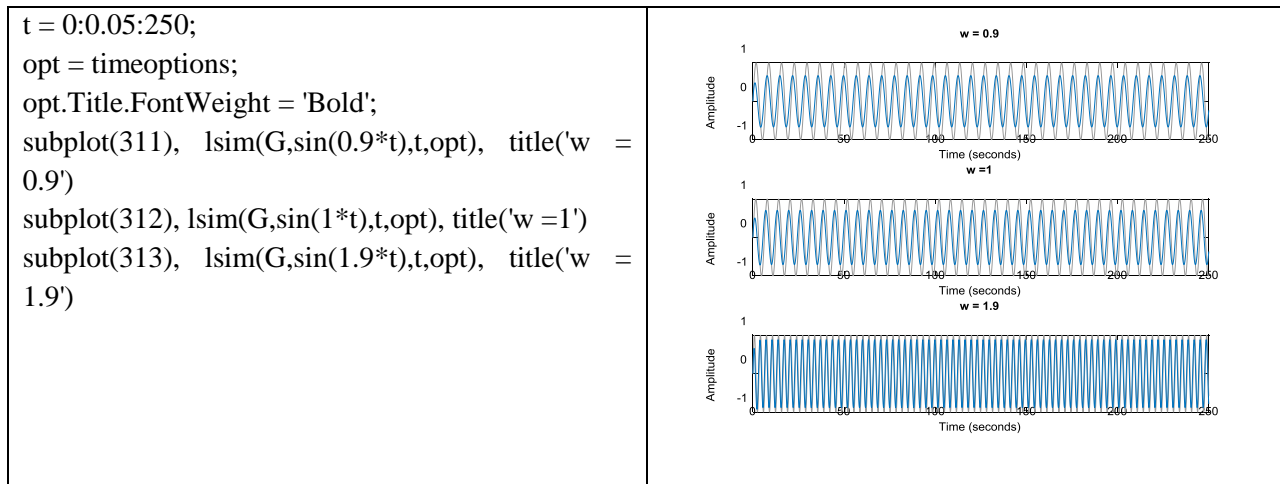 t = 0:0.05:250;
opt = timeoptions;
opt.Title.FontWeight = 'Bold';
subplot(311), lsim(G,sin(0.9*t),t,opt), title('w =
0.9')
subplot(312), lsim(G,sin(1*t),t,opt), title('w =1')
subplot(313), lsim(G,sin(1.9*t),t,opt), title('w =
1.9')
w = 0.9
1
0
-1
Amplitude
0 50 100 150 200 250
Time (seconds)
w =1
1
0
-1
Amplitude
0 50 100 150 200 250
Time (seconds)
w = 1.9
1
0
-1
Amplitude
0 50 100 150 200 250
Time (seconds)